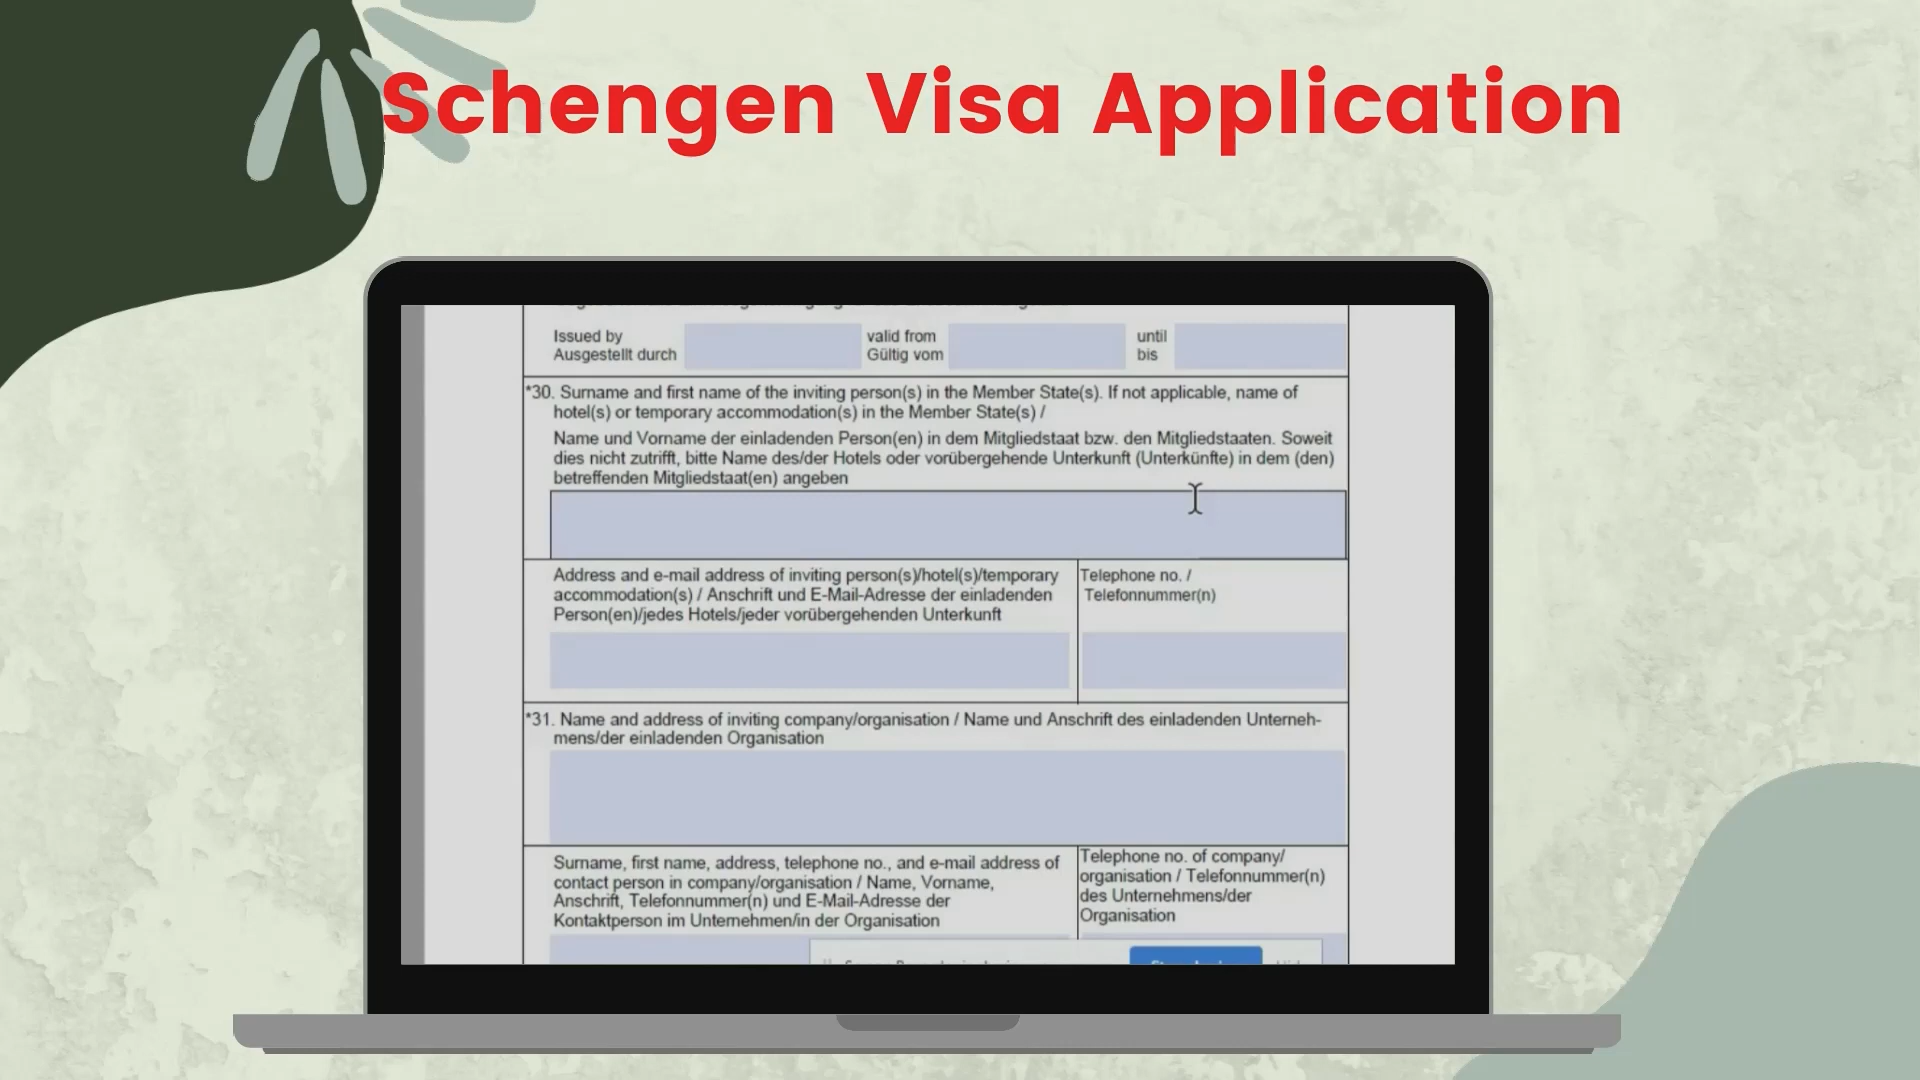 Schengen Visa Application
Issued by
Ausgestellt durch
valid from
Gültig vom
until
bis
*30. Surname and first name of the inviting person(s) in the Member State(s). If not applicable, name of
hotel(s) or temporary accommodation(s) in the Member State(s) /
Name und Vorname der einladenden Person(en) in dem Mitgliedstaat bzw. den Mitgliedstaaten. Soweit
dies nicht zutrifft, bitte Name des/der Hotels oder vorübergehende Unterkunft (Unterkünfte) in dem (den)
betreffenden Mitgliedstaat(en) angeben
Address and e-mail address of inviting person(s)/hotel(s)/temporary
accommodation(s) / Anschrift und E-Mail-Adresse der einladenden
Person(en)/jedes Hotels/jeder vorübergehenden Unterkunft
Telephone no. /
Telefonnummer(n)
*31. Name and address of inviting company/organisation / Name und Anschrift des einladenden Unterneh-
mens/der einladenden Organisation
Surname, first name, address, telephone no., and e-mail address of
contact person in company/organisation / Name, Vorname,
Anschrift, Telefonnummer(n) und E-Mail-Adresse der
Kontaktperson im Unternehmen/in der Organisation
Telephone no. of company/
organisation / Telefonnummer(n)
des Unternehmens/der
Organisation